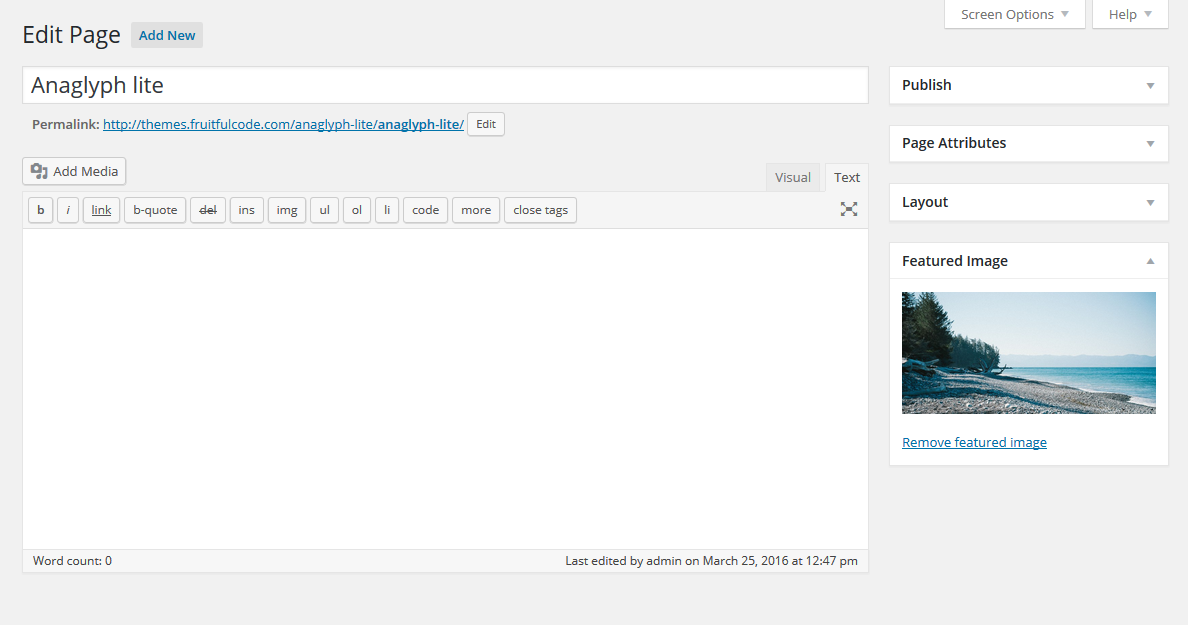 Screen Options Help
Edit Page Add New
Anaglyph lite
Permalink: http://themes.fruitfulcode.com/anaglyph-lite/anaglyph-lite/ Edit
Add Media
Visual Text
b i link b-quote del ins img ul ol li code more close tags
Word count: 0
Last edited by admin on March 25, 2016 at 12:47 pm
Publish
Page Attributes
Layout
Featured Image
Remove featured image